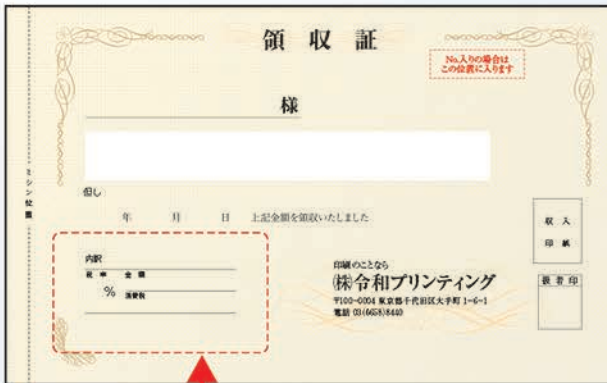 領収証
No.入りの場合は
この位置に入ります
様
ミシン位置
但し
年 月 日 上記金額を領収いたしました
収入
印紙
内訳
税率 金額
% 消費税
印刷のことなら
㈱令和プリンティング
〒100-0004 東京都千代田区大手町 1-6-1
電話 03(6658)8440
扱者印